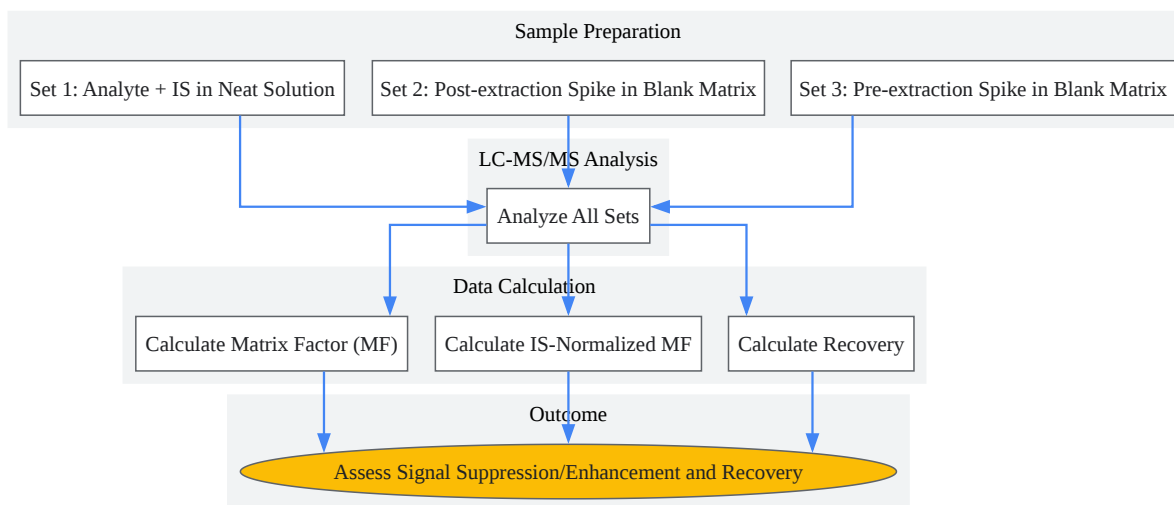 Sample Preparation
Set 1: Analyte + IS in Neat Solution
Set 2: Post-extraction Spike in Blank Matrix
Set 3: Pre-extraction Spike in Blank Matrix
LC-MS/MS Analysis
Analyze All Sets
Data Calculation
Calculate Matrix Factor (MF)
Calculate IS-Normalized MF
Calculate Recovery
Outcome
Assess Signal Suppression/Enhancement and Recovery